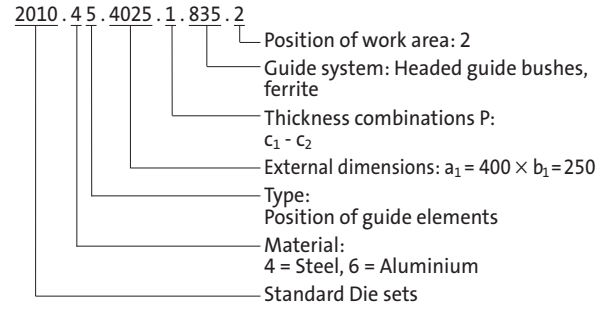 2010.45.4025.1.835.2
Position of work area: 2
Guide system: Headed guide bushes,
ferrite
Thickness combinations P:
c₁ - c₂
External dimensions: a₁ = 400 × b₁ = 250
Type:
Position of guide elements
Material:
4 = Steel, 6 = Aluminium
Standard Die sets